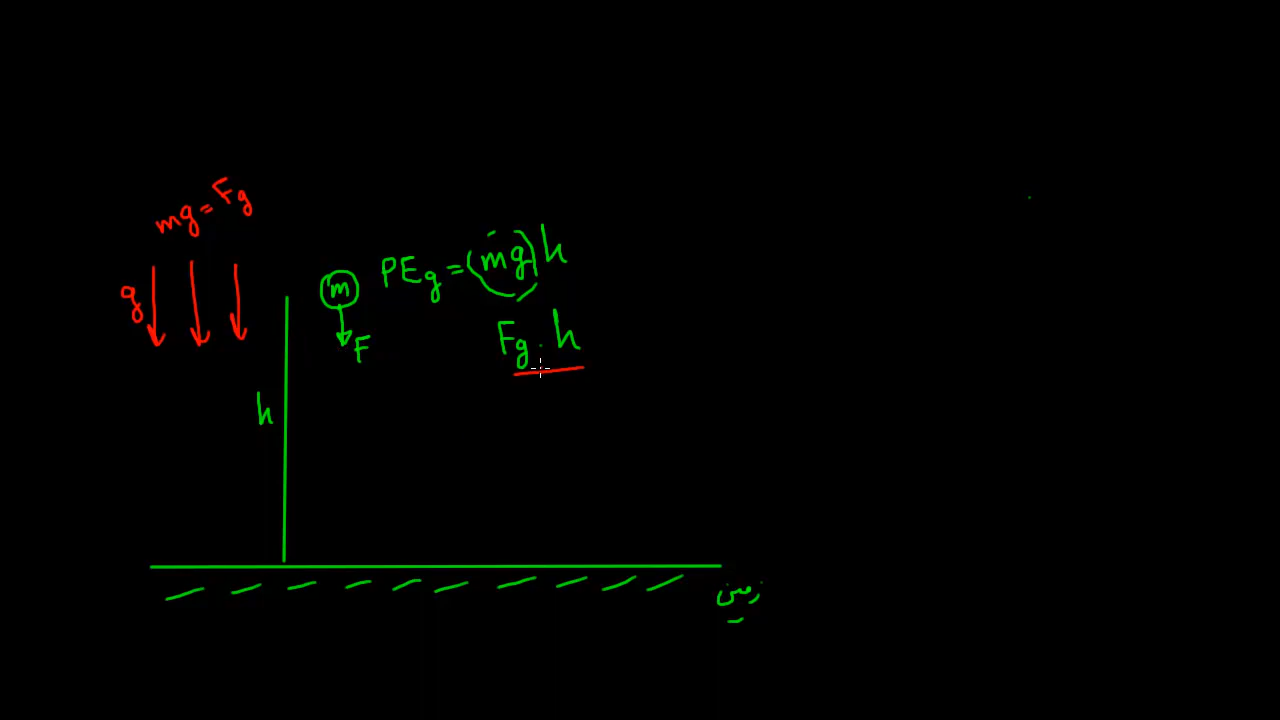 mg = Fg
g
m
PEg = (mg)h
F
Fg . h
h
زمین